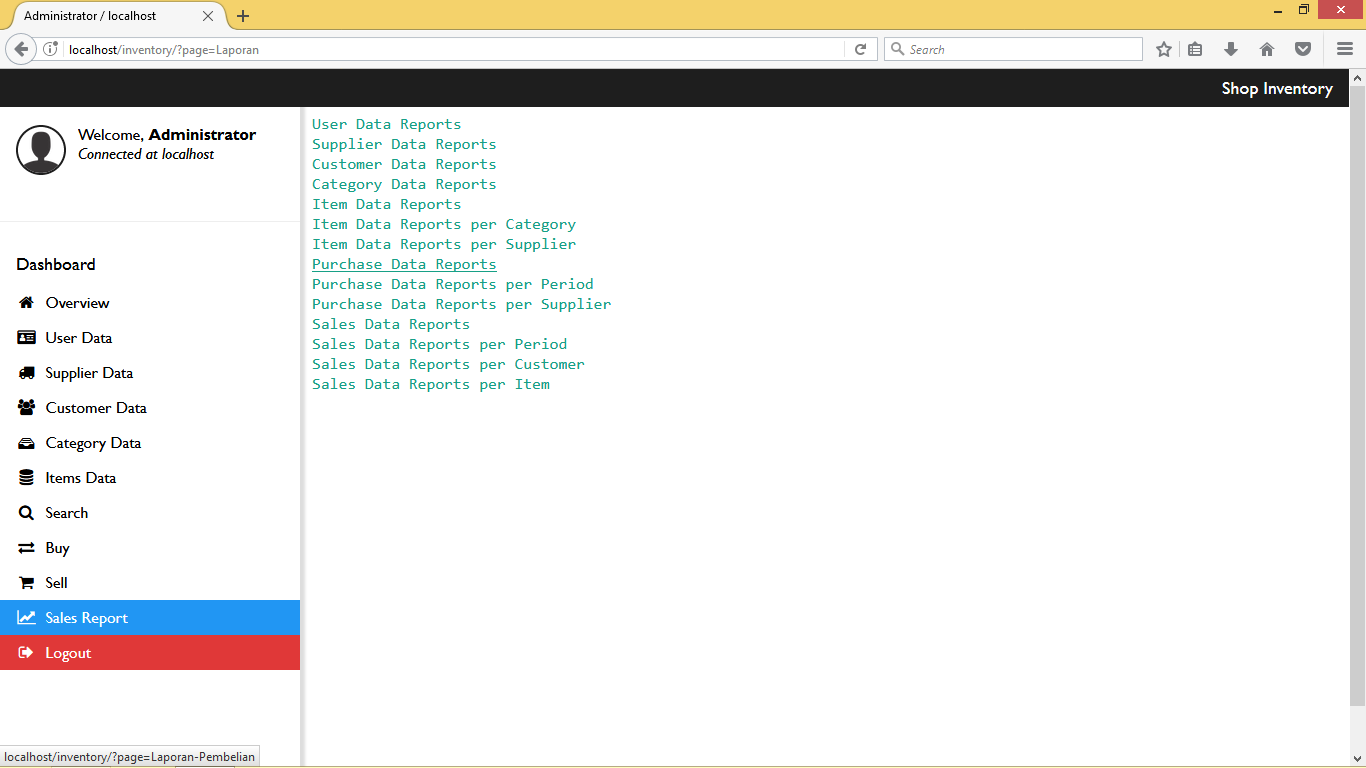 Administrator / localhost
localhost/inventory/?page=Laporan
Search
Shop Inventory
Welcome, Administrator
Connected at localhost
Dashboard
Overview
User Data
Supplier Data
Customer Data
Category Data
Items Data
Search
Buy
Sell
Sales Report
Logout
User Data Reports
Supplier Data Reports
Customer Data Reports
Category Data Reports
Item Data Reports
Item Data Reports per Category
Item Data Reports per Supplier
Purchase Data Reports
Purchase Data Reports per Period
Purchase Data Reports per Supplier
Sales Data Reports
Sales Data Reports per Period
Sales Data Reports per Customer
Sales Data Reports per Item
localhost/inventory/?page=Laporan-Pembelian